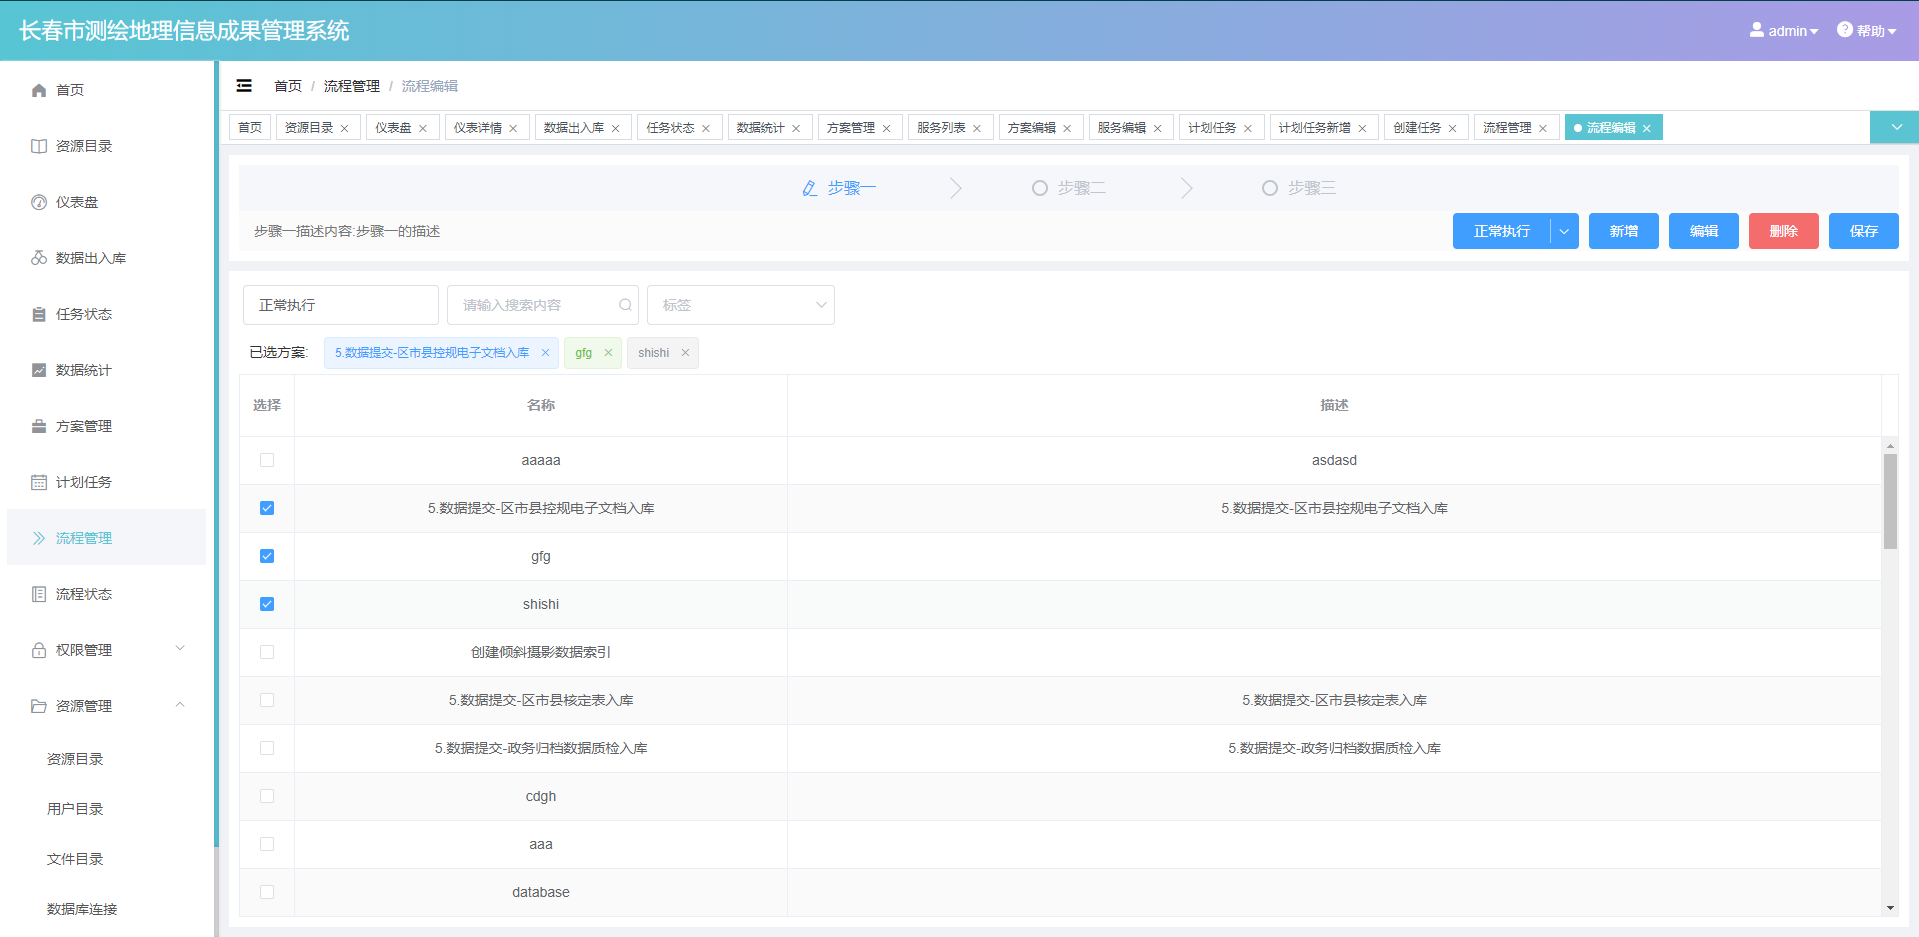 长春市测绘地理信息成果管理系统
admin
帮助
首页
资源目录
仪表盘
数据出入库
任务状态
数据统计
方案管理
计划任务
流程管理
流程状态
权限管理
资源管理
资源目录
用户目录
文件目录
数据库连接
首页 / 流程管理 / 流程编辑
首页 资源目录 仪表盘 仪表详情 数据出入库 任务状态 数据统计 方案管理 服务列表 方案编辑 服务编辑 计划任务 计划任务新增 创建任务 流程管理 流程编辑
步骤一 步骤二 步骤三
步骤一描述内容:步骤一的描述
正常执行 新增 编辑 删除 保存
正常执行 请输入搜索内容 标签
已选方案: 5.数据提交-区市县控规电子文档入库 gfg shishi
选择 名称 描述
aaaaa asdasd
5.数据提交-区市县控规电子文档入库 5.数据提交-区市县控规电子文档入库
gfg
shishi
创建倾斜摄影数据索引
5.数据提交-区市县核定表入库 5.数据提交-区市县核定表入库
5.数据提交-政务归档数据质检入库 5.数据提交-政务归档数据质检入库
cdgh
aaa
database